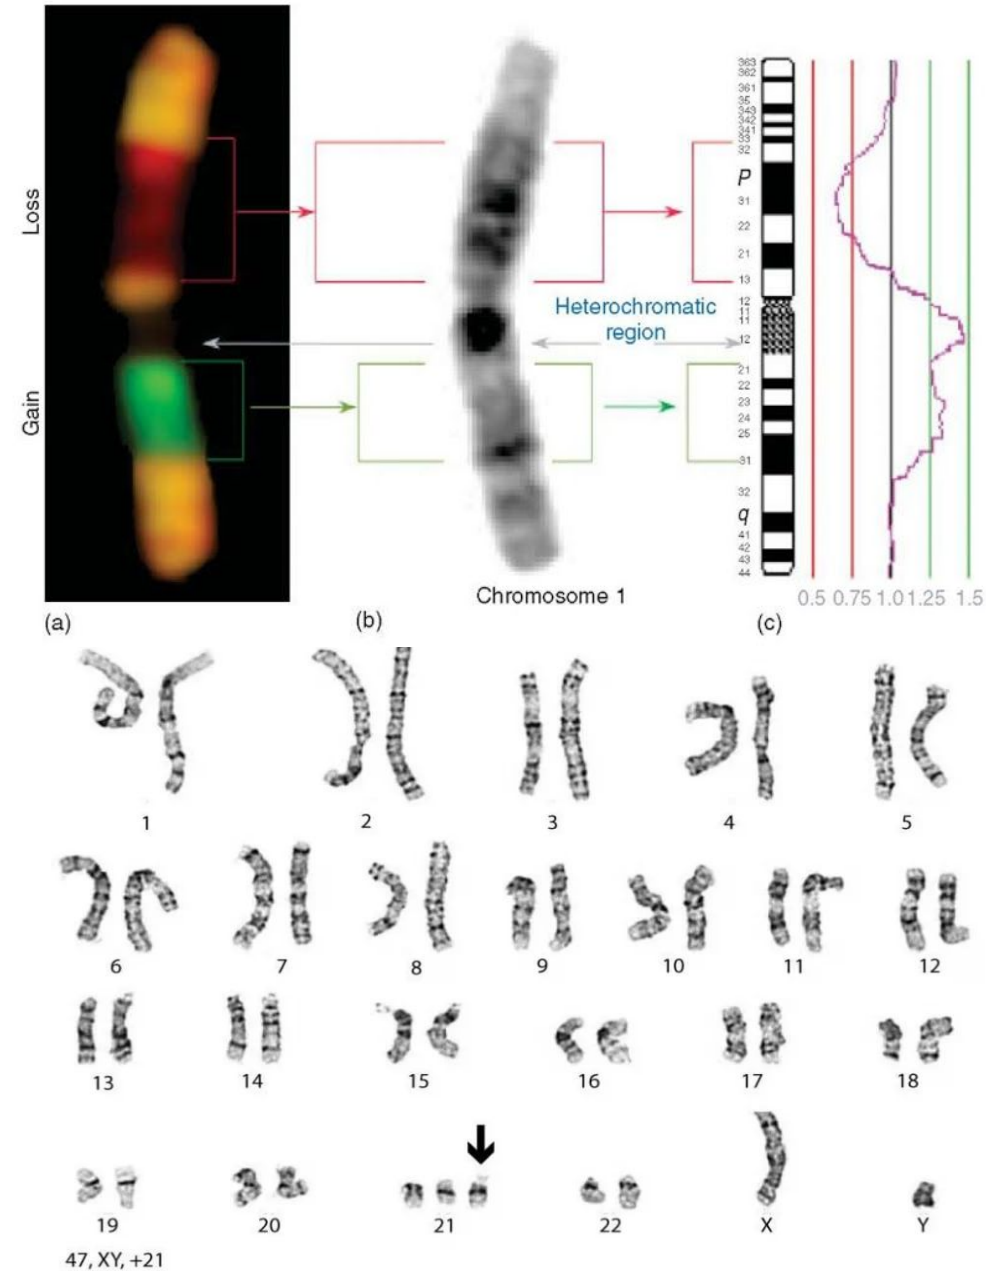 Loss
Gain
Heterochromatic
region
Chromosome 1
P
q
363
362
361
35
343
342
341
33
32
31
22
21
13
12
11
11
12
21
22
23
24
25
31
32
41
42
43
44
0.5 0.75 1.0 1.25 1.5
(a) (b) (c)
1 2 3 4 5
6 7 8 9 10 11 12
13 14 15 16 17 18
19 20 21 22 X Y
47, XY, +21